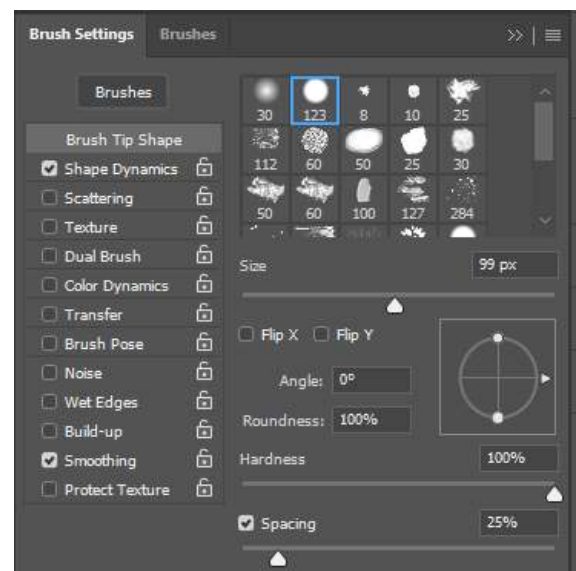 Brush Settings Brushes
Brushes
Brush Tip Shape
Shape Dynamics
Scattering
Texture
Dual Brush
Color Dynamics
Transfer
Brush Pose
Noise
Wet Edges
Build-up
Smoothing
Protect Texture
30 123 8 10 25
112 60 50 25 30
50 60 100 127 284
Size 99 px
Flip X Flip Y
Angle: 0º
Roundness: 100%
Hardness 100%
Spacing 25%